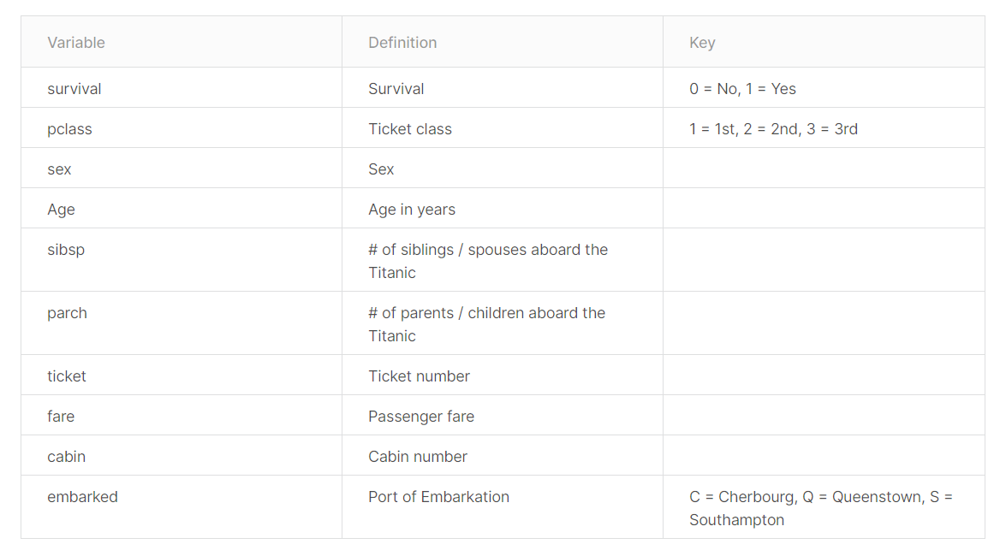 Variable Definition Key
survival Survival 0 = No, 1 = Yes
pclass Ticket class 1 = 1st, 2 = 2nd, 3 = 3rd
sex Sex
Age Age in years
sibsp # of siblings / spouses aboard the
Titanic
parch # of parents / children aboard the
Titanic
ticket Ticket number
fare Passenger fare
cabin Cabin number
embarked Port of Embarkation C = Cherbourg, Q = Queenstown, S =
Southampton